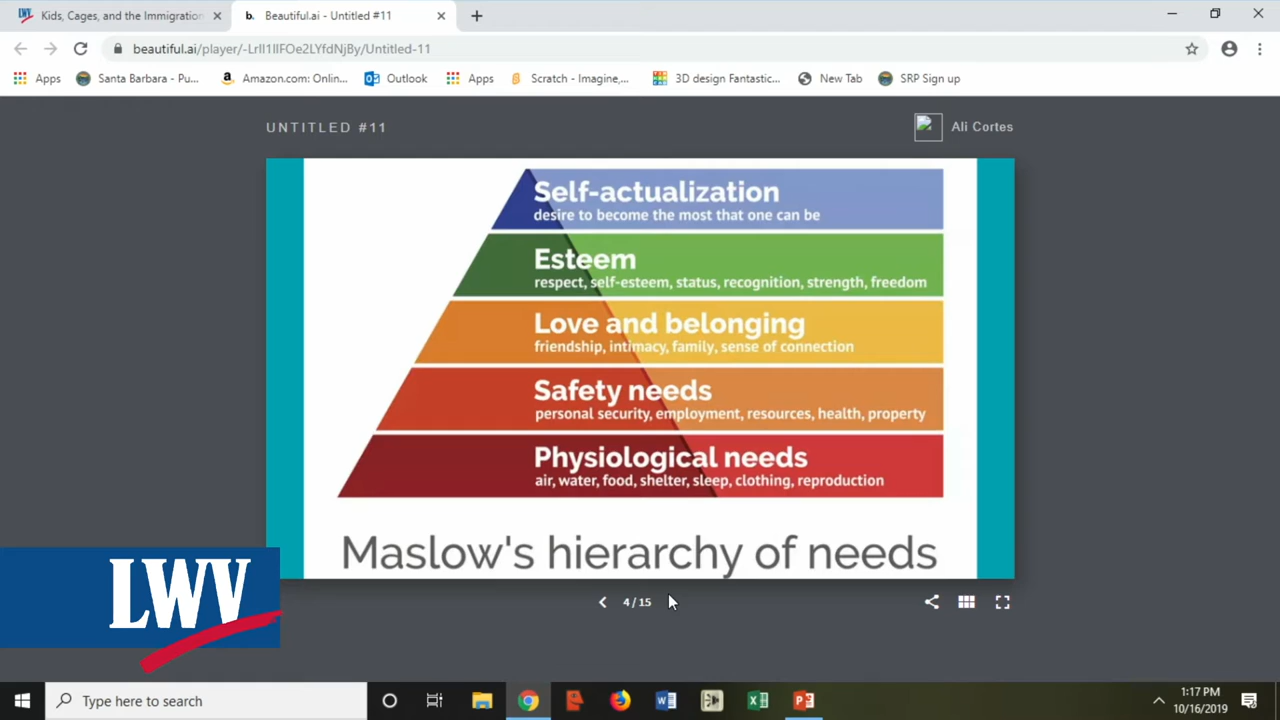 Kids, Cages, and the Immigration
b. Beautiful.ai - Untitled #11
beautiful.ai/player/-LrlI1IlFOe2LYfdNjBy/Untitled-11
Apps Santa Barbara - Pu... Amazon.com: Onlin... Outlook Apps Scratch - Imagine,... 3D design Fantastic... New Tab SRP Sign up
UNTITLED #11
Ali Cortes
Self-actualization
desire to become the most that one can be
Esteem
respect, self-esteem, status, recognition, strength, freedom
Love and belonging
friendship, intimacy, family, sense of connection
Safety needs
personal security, employment, resources, health, property
Physiological needs
air, water, food, shelter, sleep, clothing, reproduction
Maslow's hierarchy of needs
LWV
4 / 15
Type here to search
1:17 PM
10/16/2019